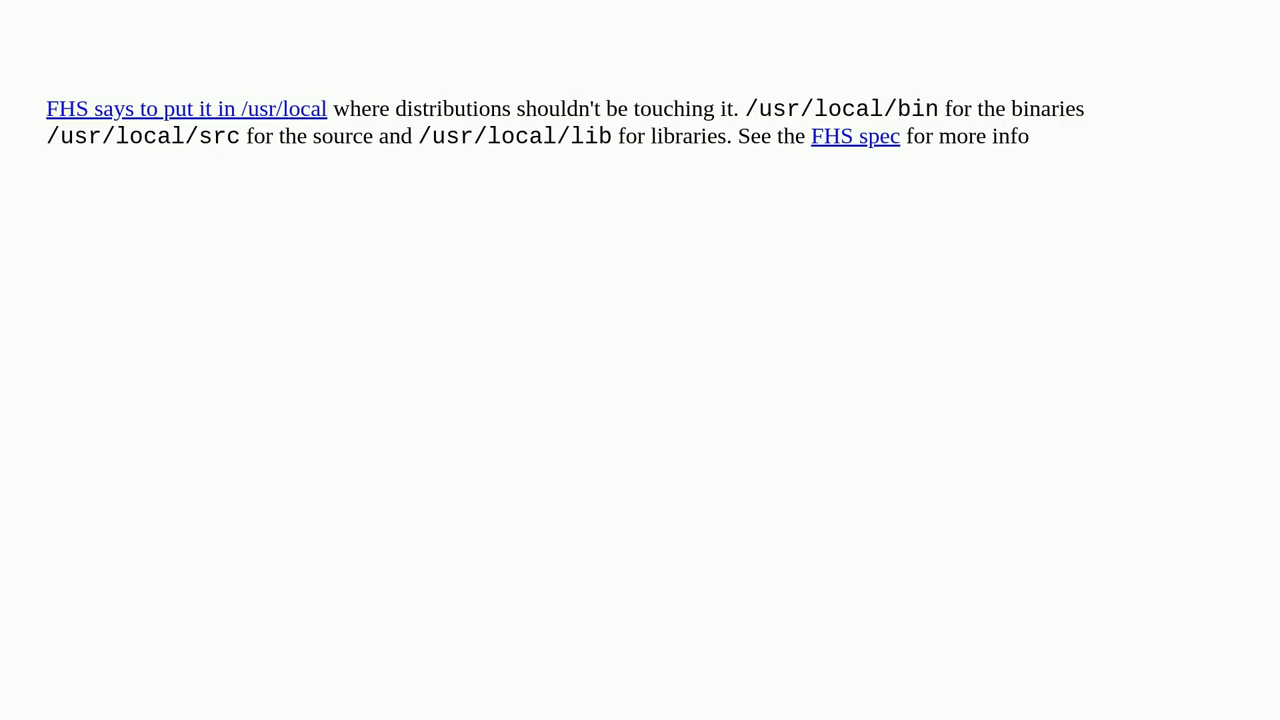 FHS says to put it in /usr/local where distributions shouldn't be touching it. /usr/local/bin for the binaries
/usr/local/src for the source and /usr/local/lib for libraries. See the FHS spec for more info